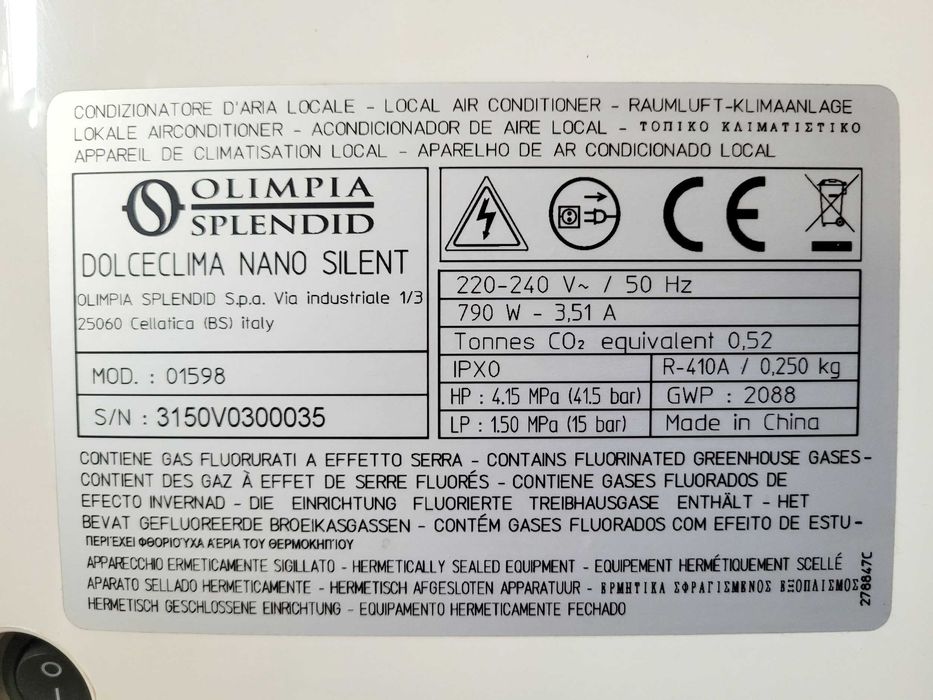 CONDIZIONATORE D'ARIA LOCALE - LOCAL AIR CONDITIONER - RAUMLUFT-KLIMAANLAGE
LOKALE AIRCONDITIONER - ACONDICIONADOR DE AIRE LOCAL - ΤΟΠΙΚΟ ΚΛΙΜΑΤΙΣΤΙΚΟ
APPAREIL DE CLIMATISATION LOCAL - APARELHO DE AR CONDICIONADO LOCAL
OLIMPIA
SPLENDID
DOLCECLIMA NANO SILENT
OLIMPIA SPLENDID S.p.a. Via industriale 1/3
25060 Cellatica (BS) italy
MOD. : 01598
S/N : 3150V0300035
CE
220-240 V~ / 50 Hz
790 W - 3,51 A
Tonnes CO₂ equivalent 0,52
IPX0
R-410A / 0,250 kg
HP : 4.15 MPa (41.5 bar)
GWP : 2088
LP : 1.50 MPa (15 bar)
Made in China
CONTIENE GAS FLUORURATI A EFFETTO SERRA - CONTAINS FLUORINATED GREENHOUSE GASES-
CONTIENT DES GAZ À EFFET DE SERRE FLUORÉS - CONTIENE GASES FLUORADOS DE
EFECTO INVERNAD - DIE EINRICHTUNG FLUORIERTE TREIBHAUSGASE ENTHÄLT - HET
BEVAT GEFLUOREERDE BROEIKASGASSEN - CONTÉM GASES FLUORADOS COM EFEITO DE ESTU-
ΠΕΡΙΈΧΕΙ ΦΘΟΡΙΟΎΧΑ ΑΈΡΙΑ ΤΟΥ ΘΕΡΜΟΚΗΠΊΟΥ
APPARECCHIO ERMETICAMENTE SIGILLATO - HERMETICALLY SEALED EQUIPMENT - EQUIPEMENT HERMÉTIQUEMENT SCELLÉ
APARATO SELLADO HERMETICAMENTE - HERMETISCH AFGESLOTEN APPARATUUR - ΕΡΜΗΤΙΚΑ ΣΦΡΑΓΙΣΜΕΝΟΣ ΕΞΟΠΛΙΣΜΟΣ
HERMETISCH GESCHLOSSENE EINRICHTUNG - EQUIPAMENTO HERMETICAMENTE FECHADO
278847C